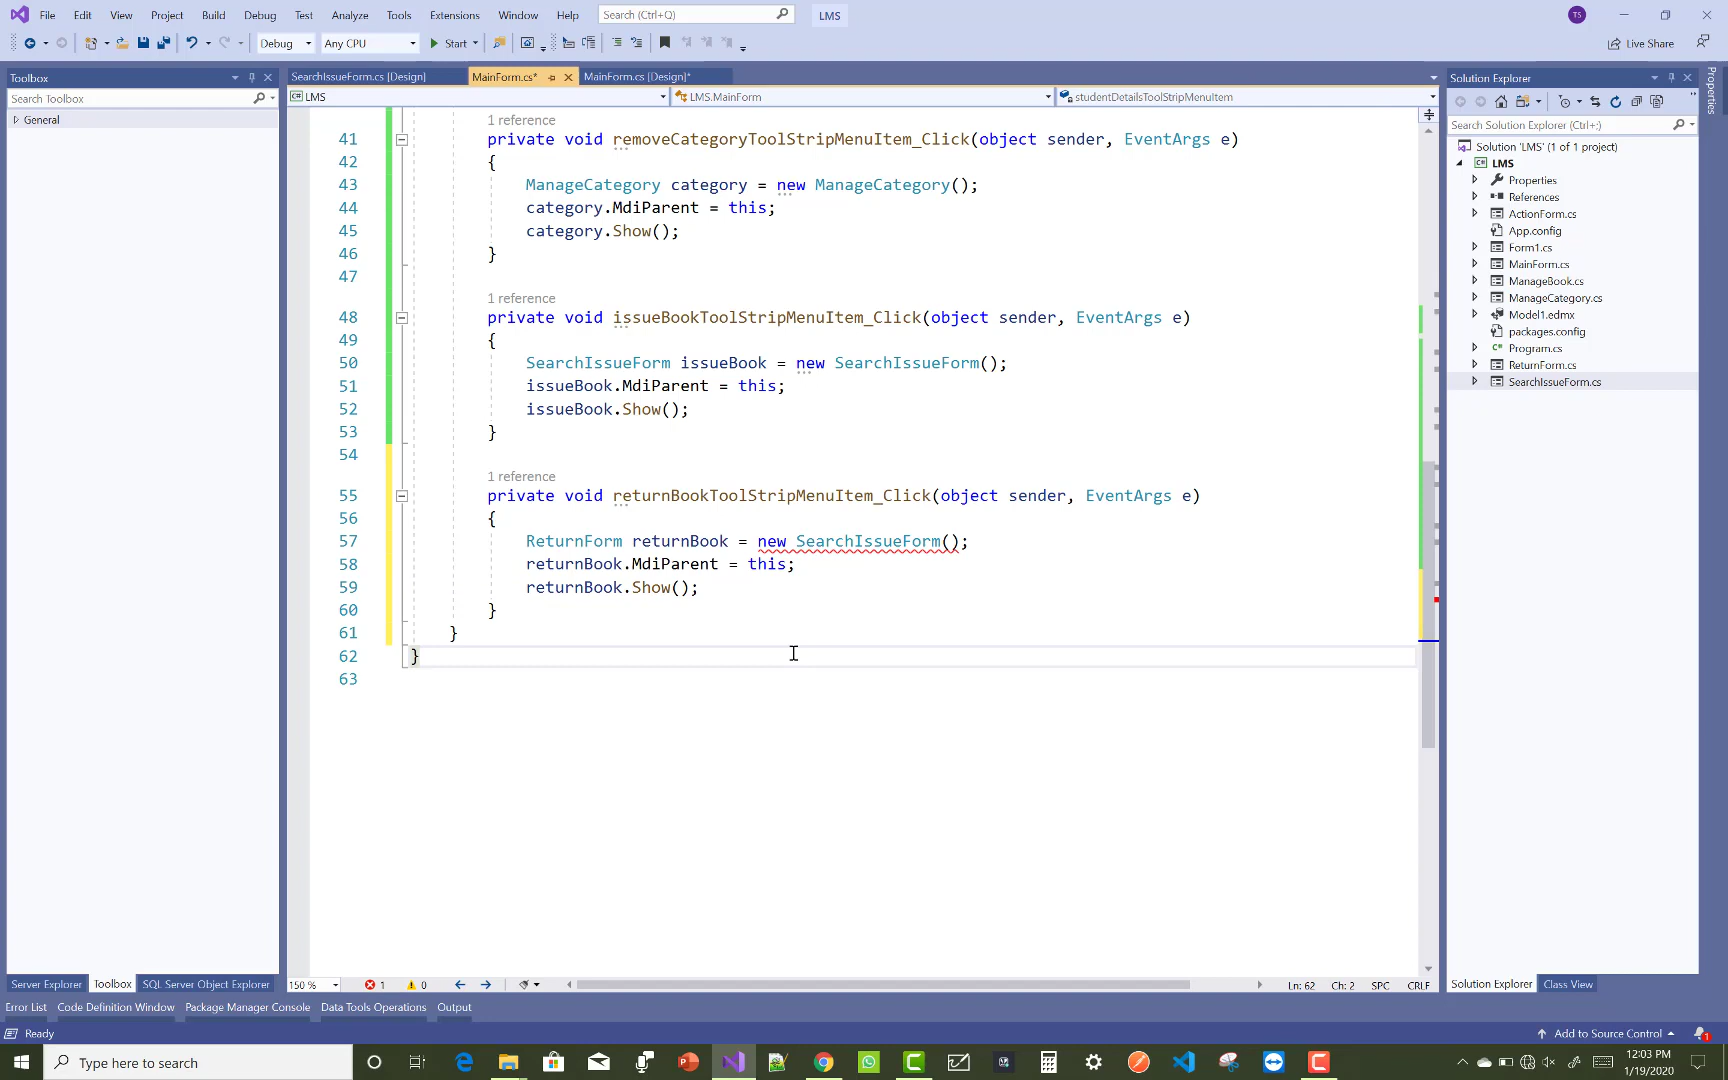 File Edit View Project Build Debug Test Analyze Tools Extensions Window Help Search (Ctrl+Q) LMS TS
Debug Any CPU Start Live Share
Toolbox
Search Toolbox
General
SearchIssueForm.cs [Design] MainForm.cs* MainForm.cs [Design]*
LMS LMS.MainForm studentDetailsToolStripMenuItem
1 reference
41 private void removeCategoryToolStripMenuItem_Click(object sender, EventArgs e)
42 {
43 ManageCategory category = new ManageCategory();
44 category.MdiParent = this;
45 category.Show();
46 }
47
1 reference
48 private void issueBookToolStripMenuItem_Click(object sender, EventArgs e)
49 {
50 SearchIssueForm issueBook = new SearchIssueForm();
51 issueBook.MdiParent = this;
52 issueBook.Show();
53 }
54
1 reference
55 private void returnBookToolStripMenuItem_Click(object sender, EventArgs e)
56 {
57 ReturnForm returnBook = new SearchIssueForm();
58 returnBook.MdiParent = this;
59 returnBook.Show();
60 }
61 }
62 }
63
150 % 1 0 Ln: 62 Ch: 2 SPC CRLF
Solution Explorer
Search Solution Explorer (Ctrl+;)
Solution 'LMS' (1 of 1 project)
C# LMS
Properties
References
ActionForm.cs
App.config
Form1.cs
MainForm.cs
ManageBook.cs
ManageCategory.cs
Model1.edmx
packages.config
C# Program.cs
ReturnForm.cs
SearchIssueForm.cs
Properties
Server Explorer Toolbox SQL Server Object Explorer
Solution Explorer Class View
Error List Code Definition Window Package Manager Console Data Tools Operations Output
Ready Add to Source Control 1
Type here to search
12:03 PM
1/19/2020